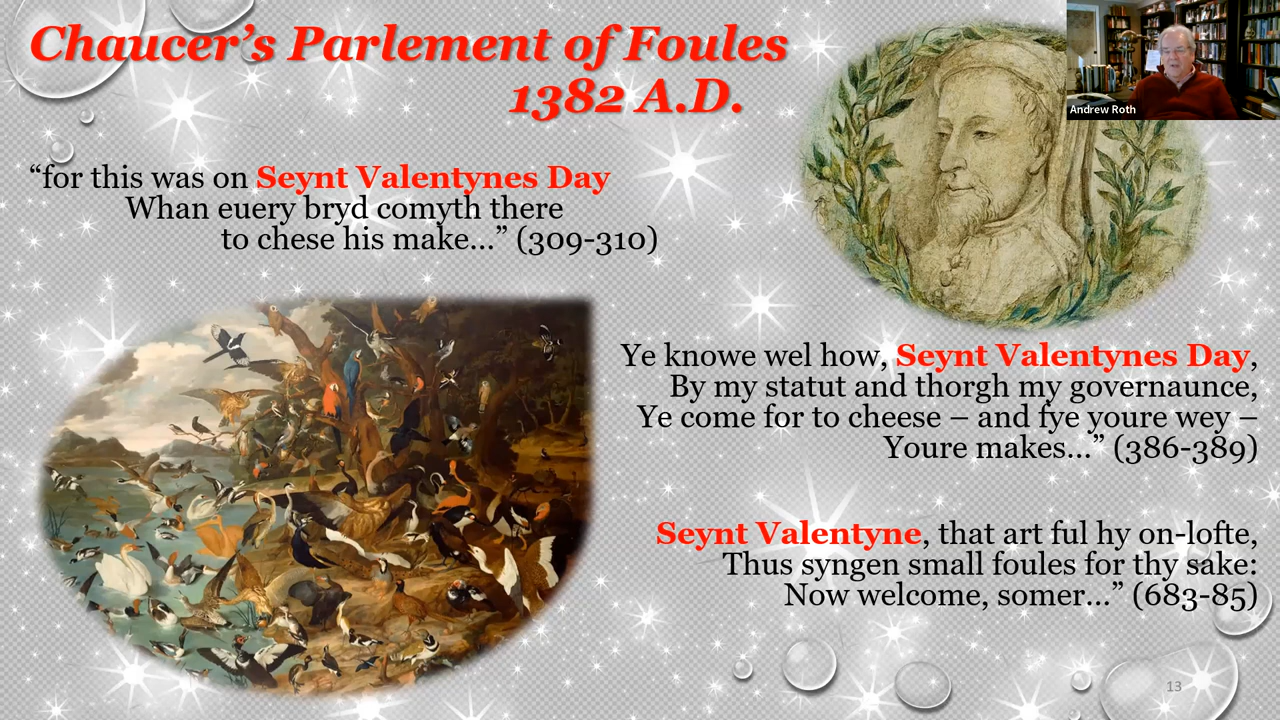 Chaucer’s Parlement of Foules
1382 A.D.
Andrew Roth
“for this was on Seynt Valentynes Day
Whan euery bryd comyth there
to chese his make...” (309-310)
Ye knowe wel how, Seynt Valentynes Day,
By my statut and thorgh my governaunce,
Ye come for to cheese – and fye youre wey –
Youre makes...” (386-389)
Seynt Valentyne, that art ful hy on-lofte,
Thus syngen small foules for thy sake:
Now welcome, somer...” (683-85)
13